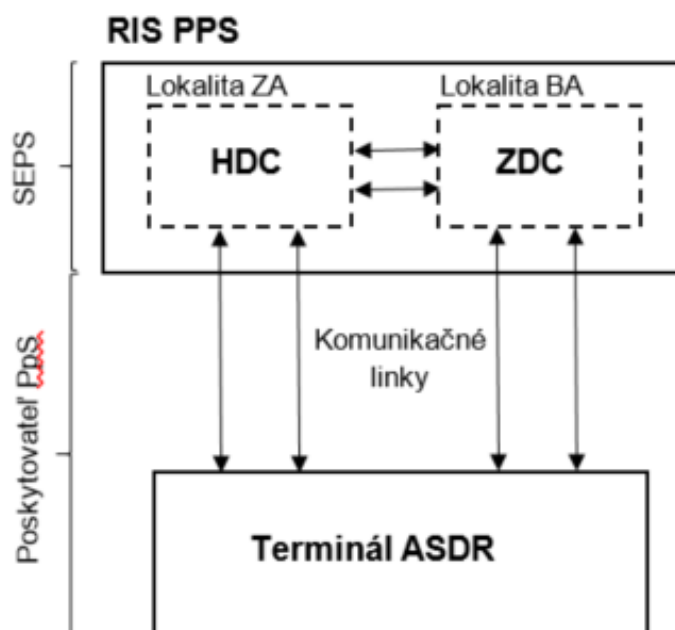 RIS PPS
Lokalita ZA
Lokalita BA
HDC
ZDC
SEPS
Komunikačné
linky
Poskytovateľ PpS
Terminál ASDR